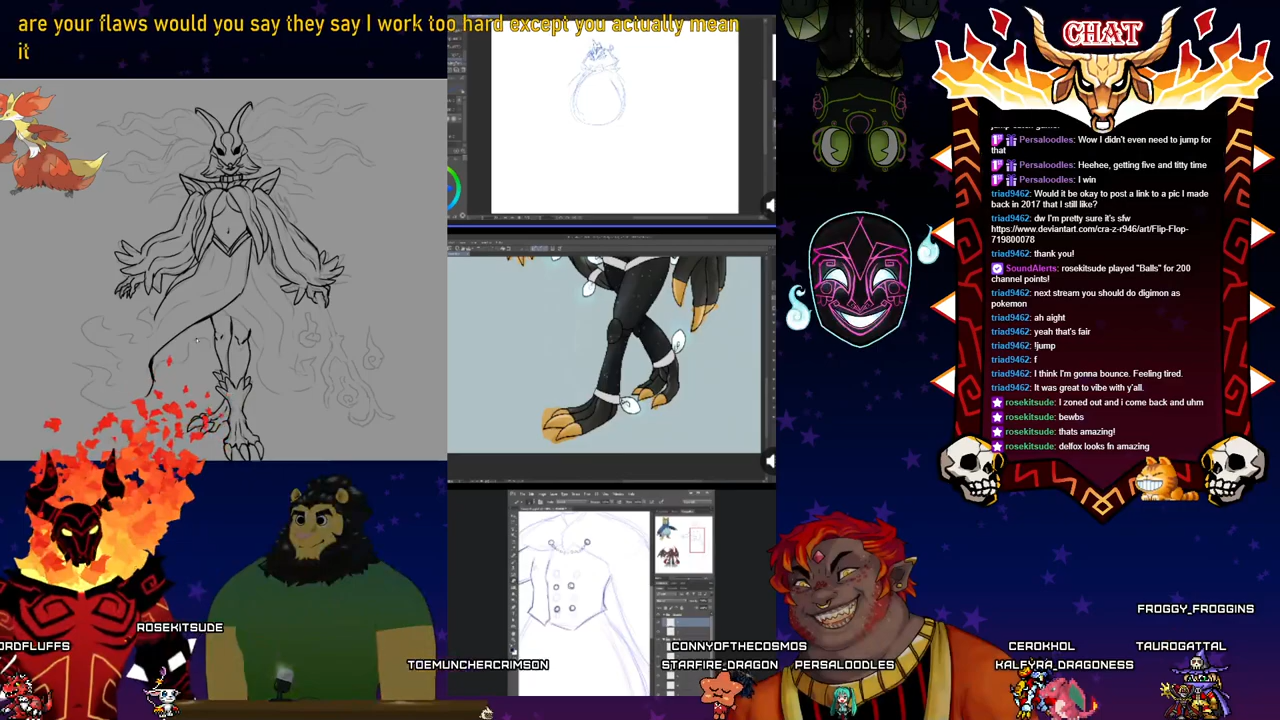 are your flaws would you say they say I work too hard except you actually mean
it
CHAT
Persaloodles: Wow I didn't even need to jump for
that
Persaloodles: Heehee, getting live and titty time
Persaloodles: I win
triad9462: Would it be okay to post a link to a pic I made
back in 2017 that I still like?
triad9462: dw I'm pretty sure it's sfw
https://www.deviantart.com/cra-z-r946/art/Flip-Flop-
719800078
triad9462: thank you!
SoundAlerts: rosekitsude played "Balls" for 200
channel points!
triad9462: next stream you should do digimon as
pokemon
triad9462: ah aight
triad9462: yeah that's fair
triad9462: !jump
triad9462: f
triad9462: I think I'm gonna bounce. Feeling tired.
triad9462: It was great to vibe with y'all.
rosekitsude: I zoned out and i come back and uhm
rosekitsude: bewbs
rosekitsude: thats amazing!
rosekitsude: delfox looks fn amazing
FROGGY_FROGGINS
ROSEKITSUDE
ORDFLUFFS
CONNYOFTHECOSMOS
CEROKHOL
TAUROGATTAL
TOEMUNCHERCRIMSON
STARFIRE_DRAGON
PERSALOODLES
KALFYRA_DRAGONESS